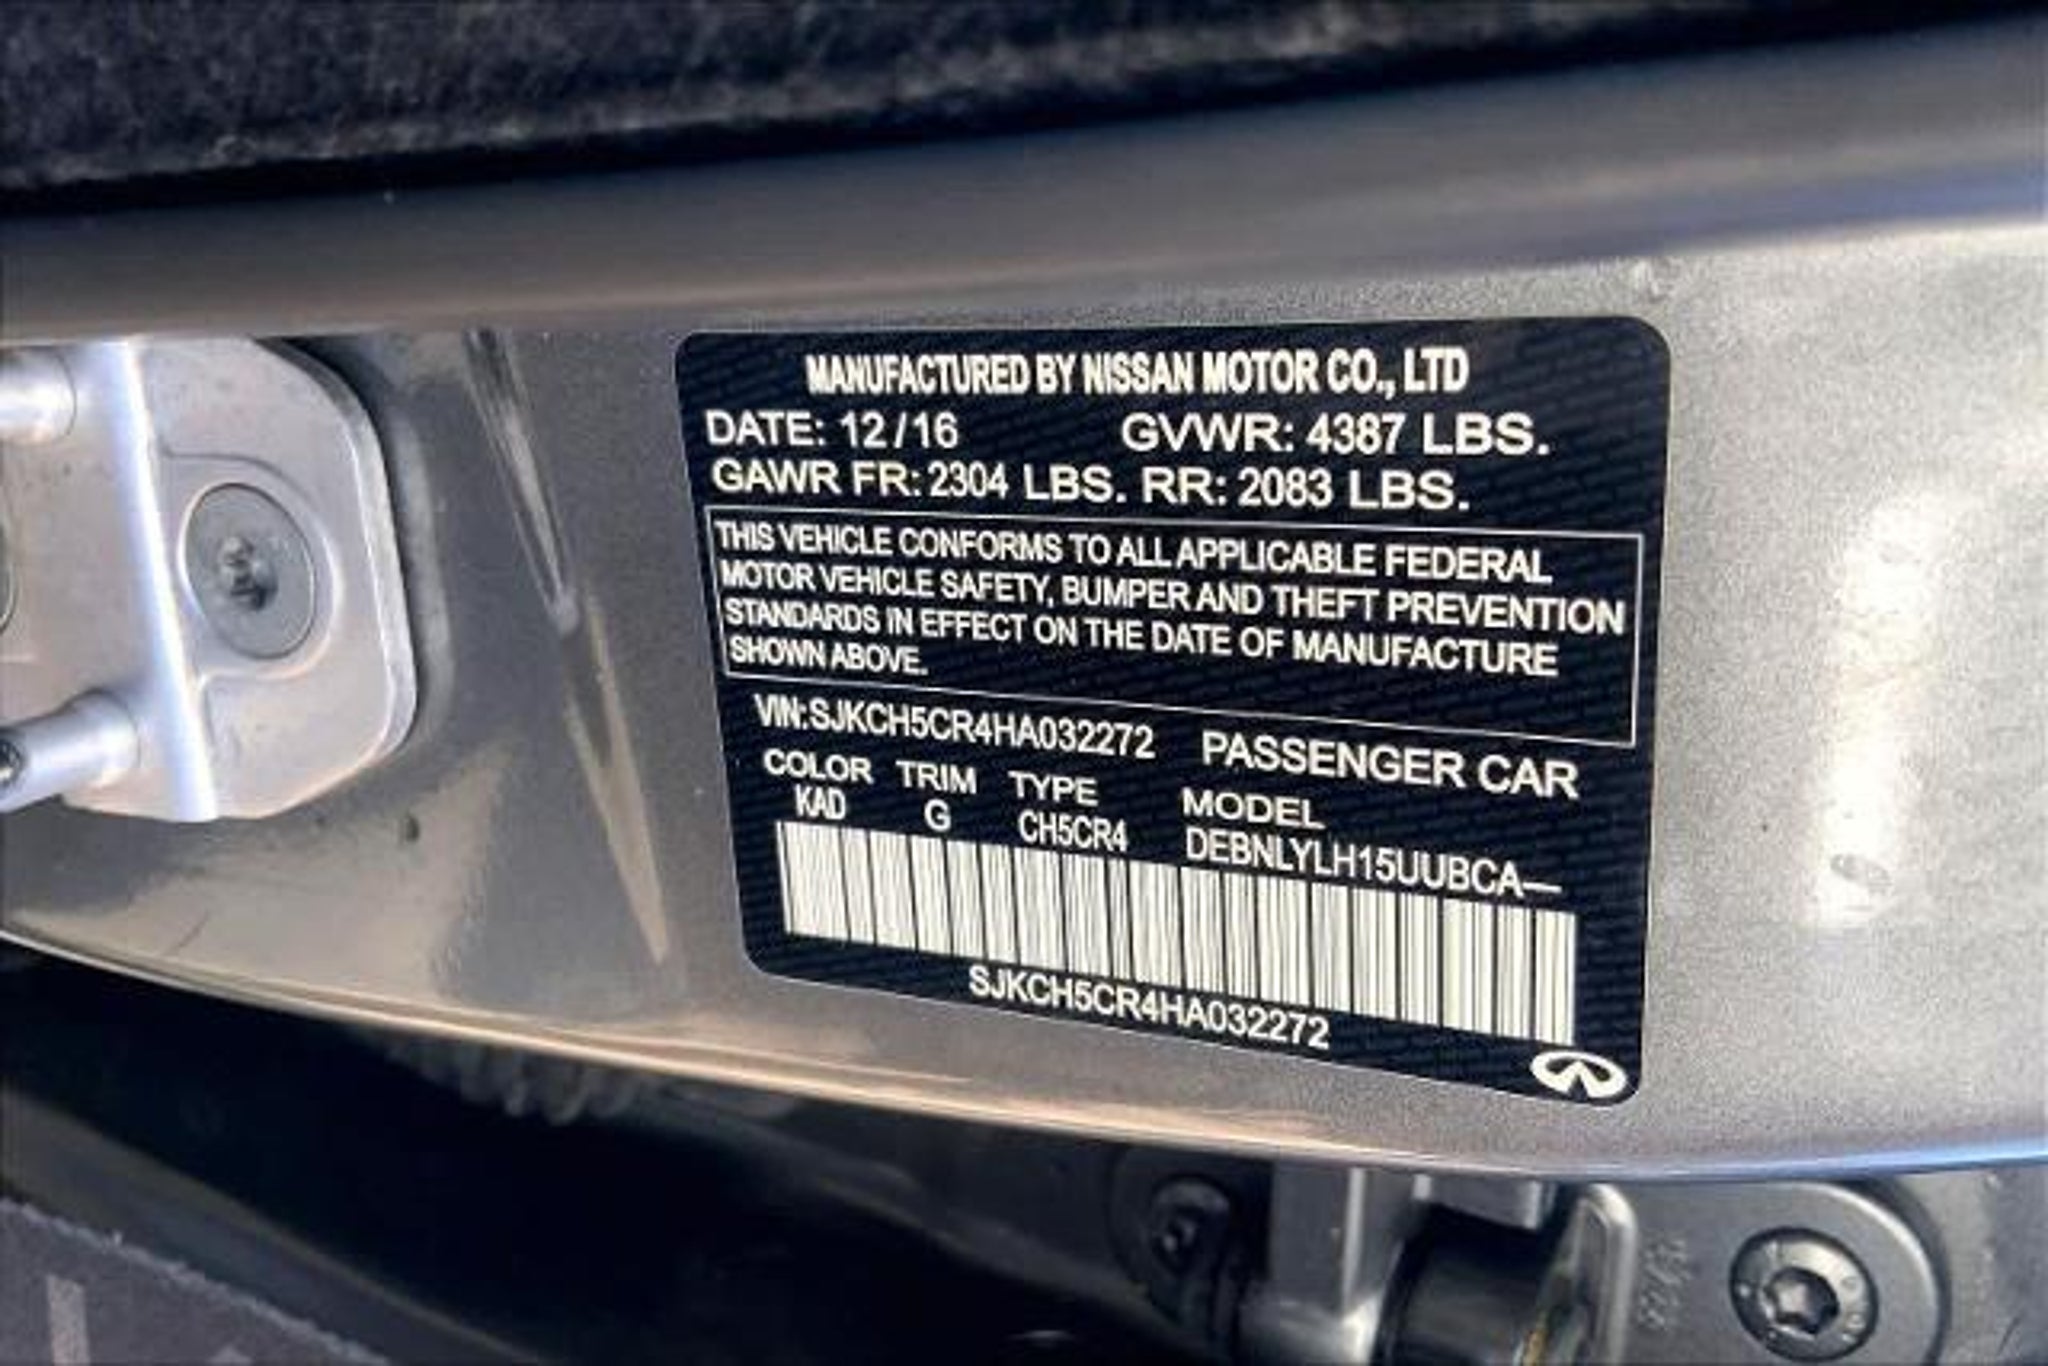 MANUFACTURED BY NISSAN MOTOR CO., LTD
DATE: 12/16 GVWR: 4387 LBS.
GAWR FR: 2304 LBS. RR: 2083 LBS.
THIS VEHICLE CONFORMS TO ALL APPLICABLE FEDERAL
MOTOR VEHICLE SAFETY, BUMPER AND THEFT PREVENTION
STANDARDS IN EFFECT ON THE DATE OF MANUFACTURE
SHOWN ABOVE.
VIN: SJKCH5CR4HA032272 PASSENGER CAR
COLOR TRIM TYPE MODEL
KAD G CH5CR4 DEBNLYLH15UUBCA—
SJKCH5CR4HA032272